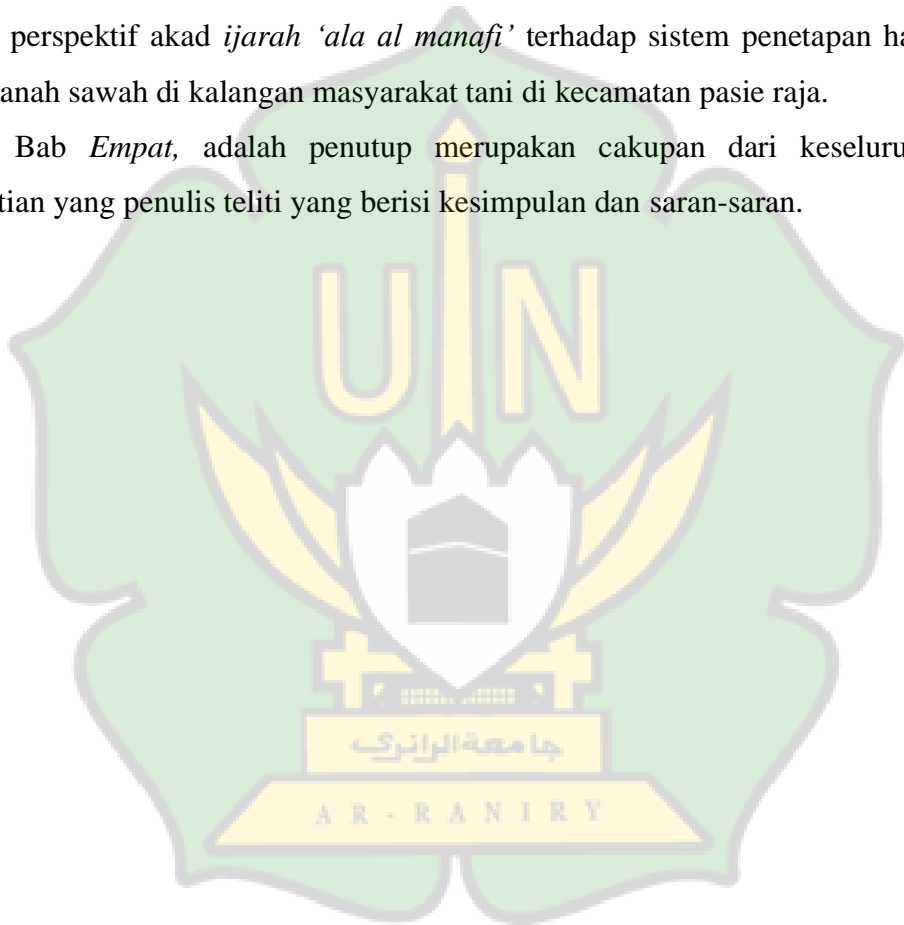 perspektif akad ijarah ‘ala al manafi’ terhadap sistem penetapan ha
anah sawah di kalangan masyarakat tani di kecamatan pasie raja.
Bab Empat, adalah penutup merupakan cakupan dari keselur
tian yang penulis teliti yang berisi kesimpulan dan saran-saran.
UIN
جامعة الرانري
AR-RANIRY